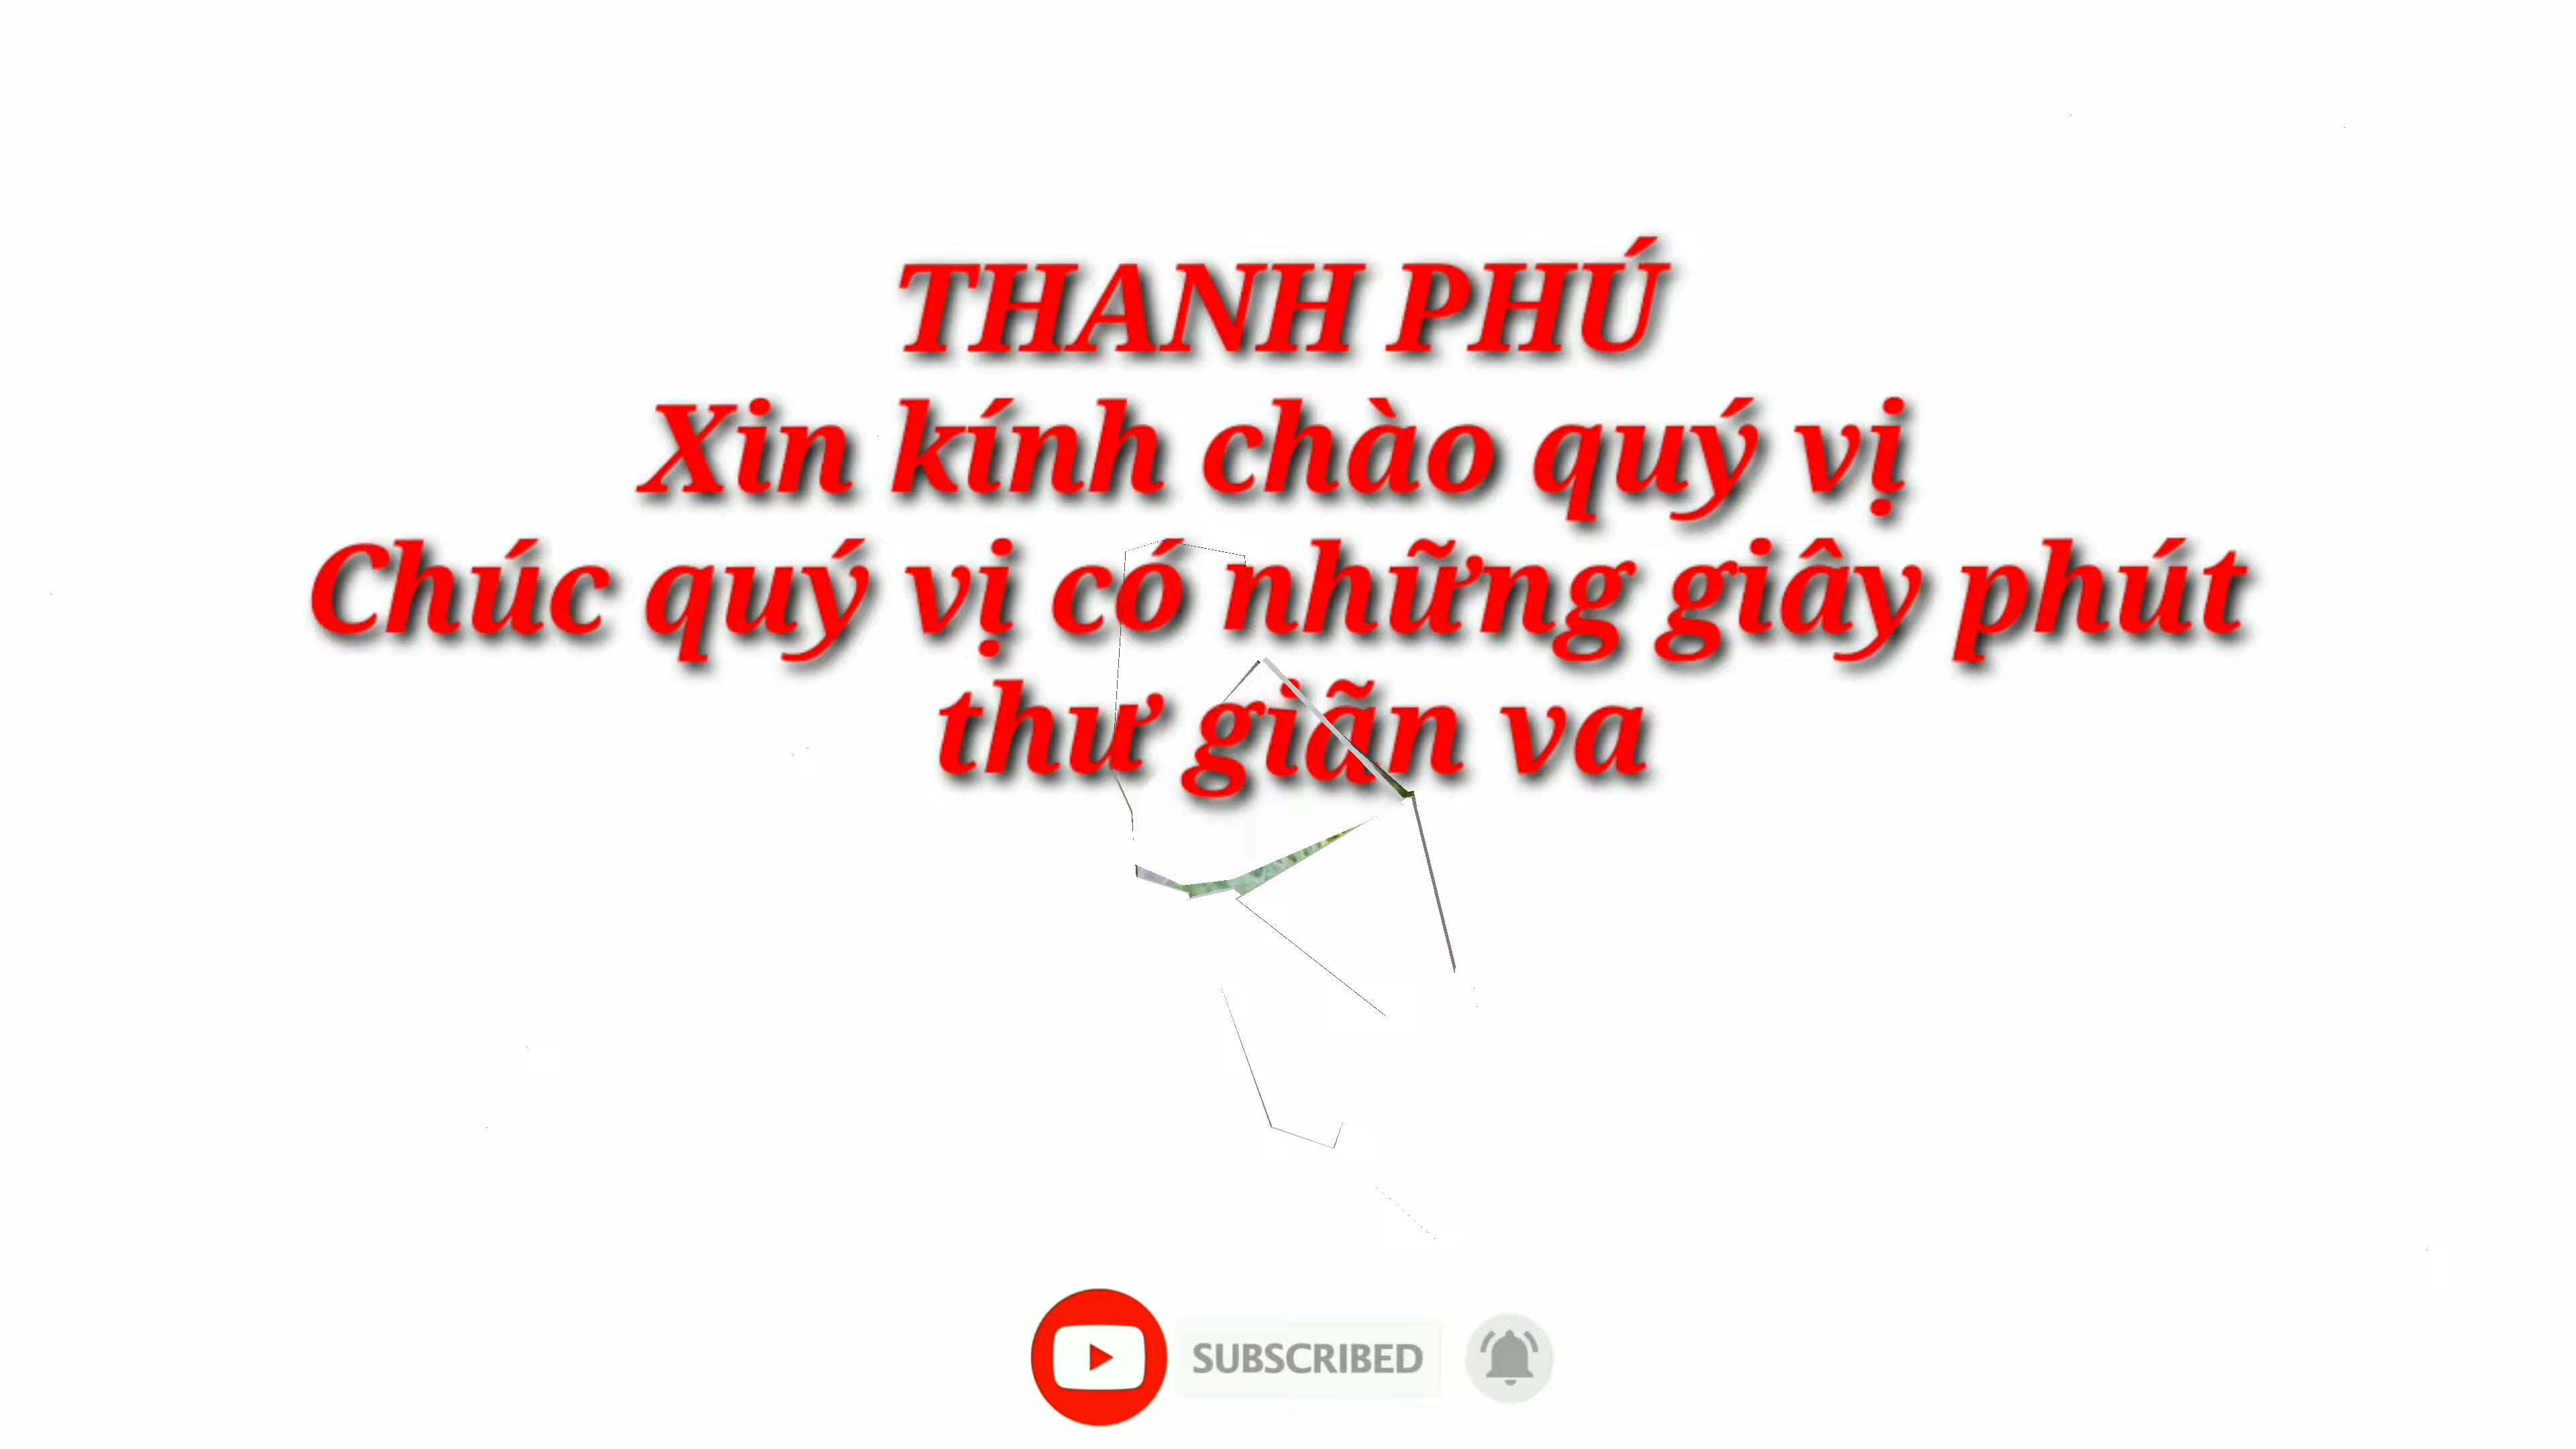 THANH PHÚ
Xin kính chào quý vị
Chúc quý vị có những giây phút
thư giãn va
SUBSCRIBED